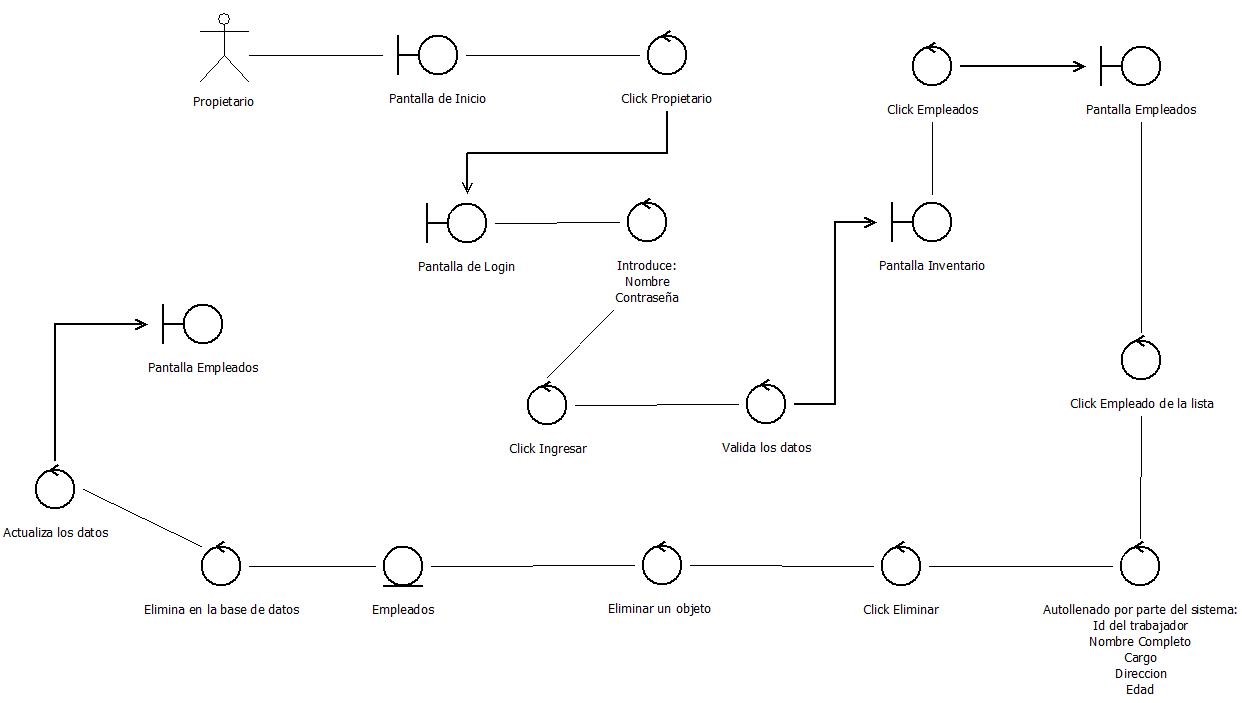 Propietario
Pantalla de Inicio
Click Propietario
Click Empleados
Pantalla Empleados
Pantalla de Login
Introduce:
Nombre
Contraseña
Pantalla Inventario
Pantalla Empleados
Click Empleado de la lista
Click Ingresar
Valida los datos
Actualiza los datos
Elimina en la base de datos
Empleados
Eliminar un objeto
Click Eliminar
Autollenado por parte del sistema:
Id del trabajador
Nombre Completo
Cargo
Direccion
Edad